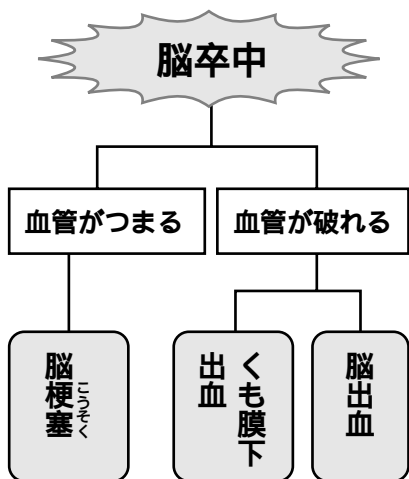 脳卒中
血管がつまる
血管が破れる
脳梗塞
こうそく
くも膜下
出血
脳出血